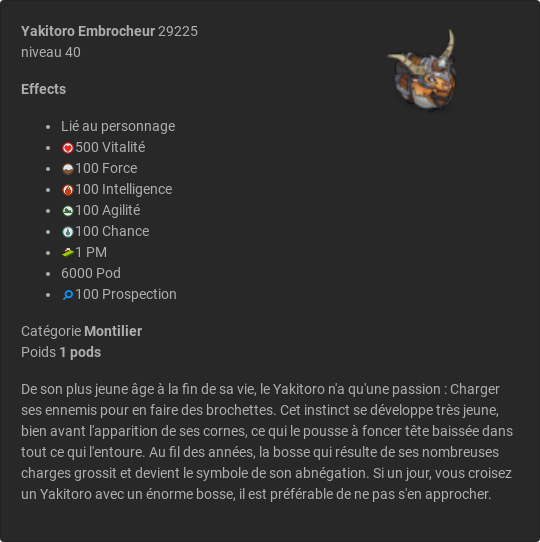 Yakitoro Embrocheur 29225
niveau 40
Effects
Lié au personnage
500 Vitalité
100 Force
100 Intelligence
100 Agilité
100 Chance
1 PM
6000 Pod
100 Prospection
Catégorie Montilier
Poids 1 pods
De son plus jeune âge à la fin de sa vie, le Yakitoro n'a qu'une passion : Charger
ses ennemis pour en faire des brochettes. Cet instinct se développe très jeune,
bien avant l'apparition de ses cornes, ce qui le pousse à foncer tête baissée dans
tout ce qui l'entoure. Au fil des années, la bosse qui résulte de ses nombreuses
charges grossit et devient le symbole de son abnégation. Si un jour, vous croisez
un Yakitoro avec un énorme bosse, il est préférable de ne pas s'en approcher.